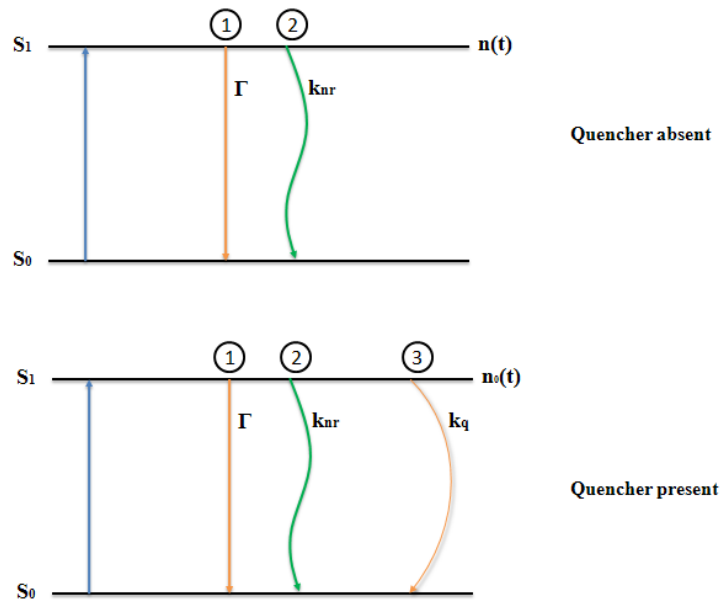 1 2
S₁ n(t)
Γ knr
Quencher absent
S₀
1 2 3
S₁ n₀(t)
Γ knr kq
Quencher present
S₀